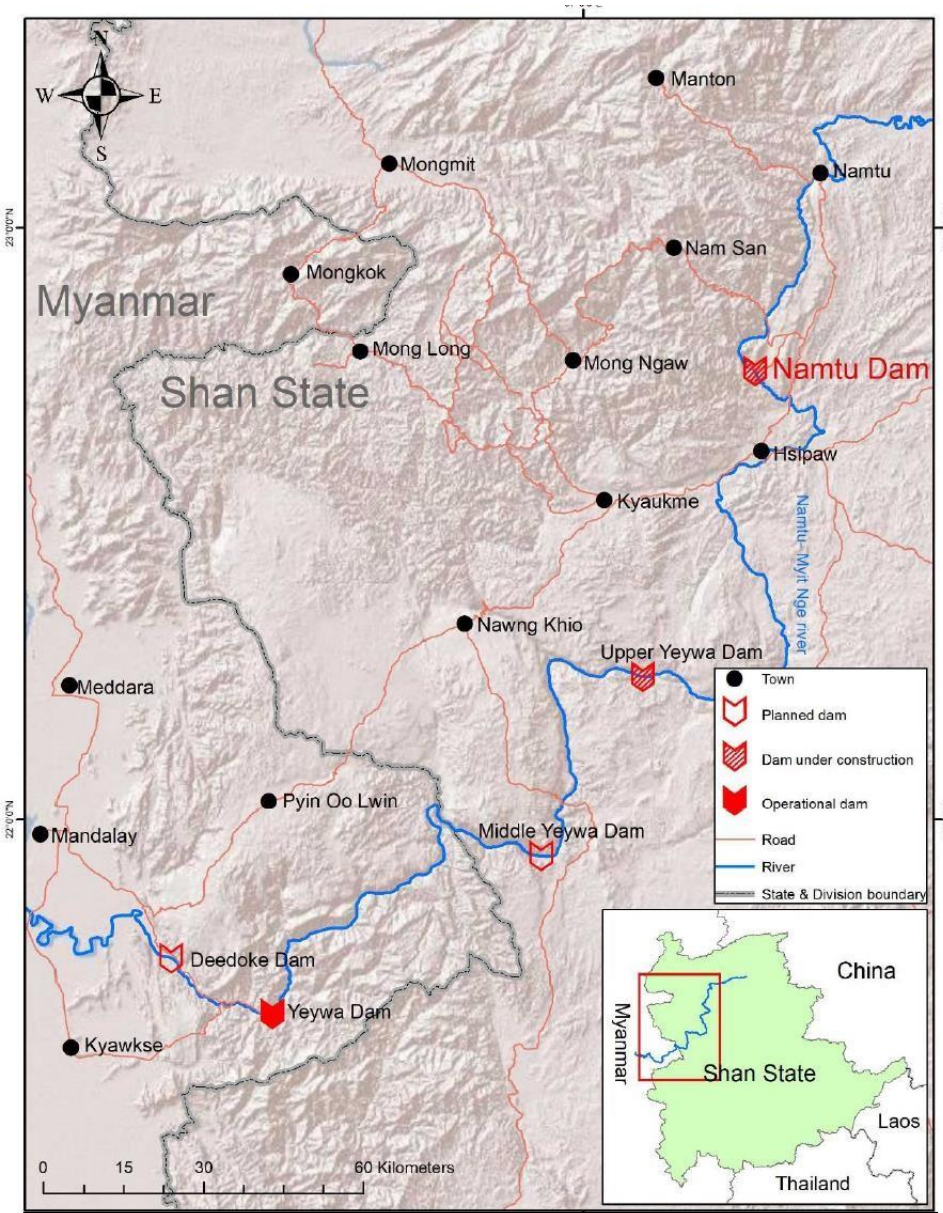 N
W
E
S
Manton
Mongmit
Namtu
23°0'0"N
Nam San
Mongkok
Myanmar
Mong Long
Mong Ngaw
Namtu Dam
Shan State
Hsipaw
Kyaukme
Namtu- Myit Nge river
Nawng Khio
Upper Yeywa Dam
Meddara
Town
Planned dam
Dam under construction
Operational dam
Road
River
State & Division boundary
Pyin Oo Lwin
22°0'0"N
Mandalay
Middle Yeywa Dam
Deedoke Dam
Yeywa Dam
Kyawkse
China
Myanmar
Shan State
Laos
Thailand
0 15 30 60 Kilometers